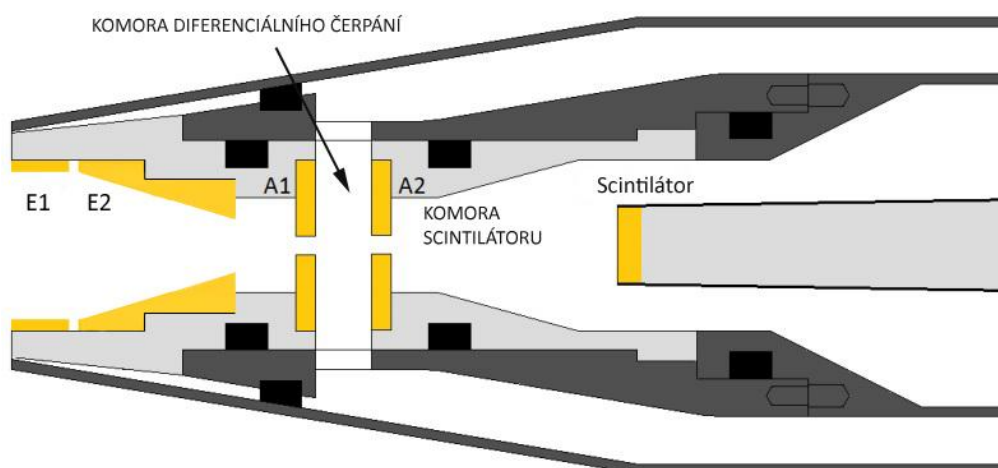 KOMORA DIFERENCIÁLNÍHO ČERPÁNÍ
E1
E2
A1
A2
KOMORA
SCINTILÁTORU
Scintilátor